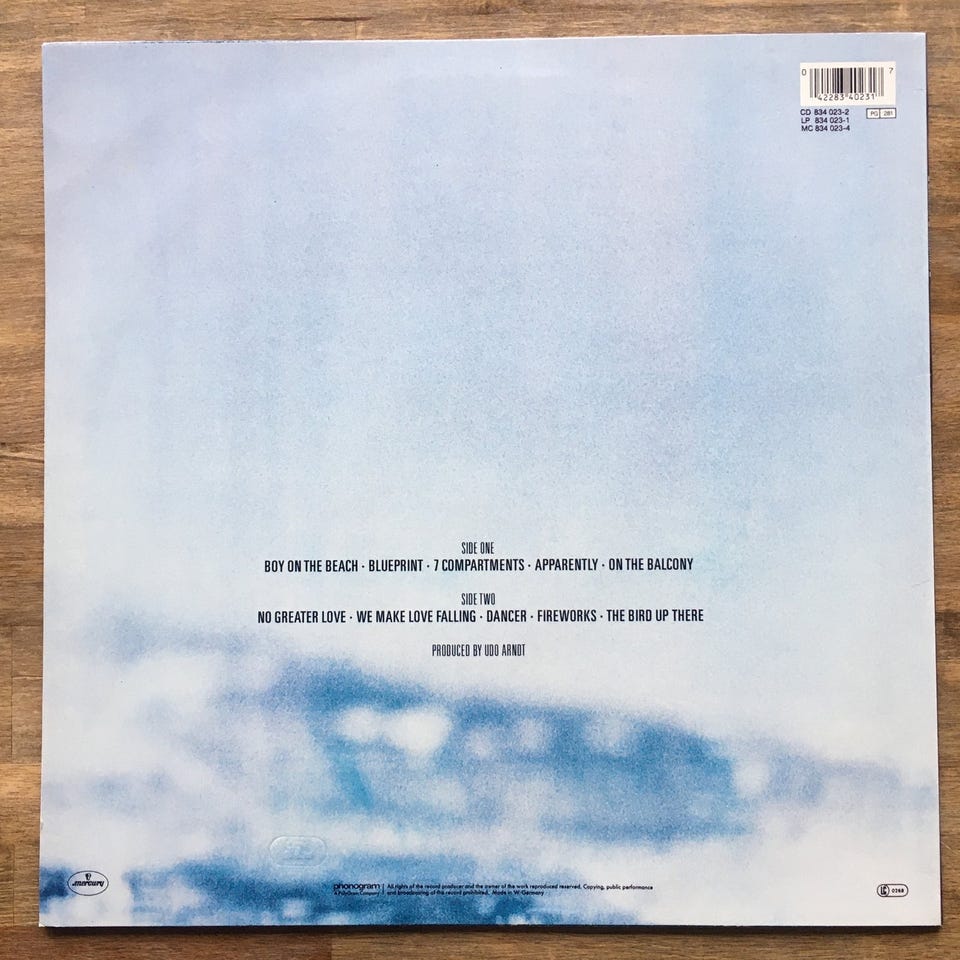 0 42283 40231 7
CD 834 023-2
LP 834 023-1
MC 834 023-4
PG 281
SIDE ONE
BOY ON THE BEACH · BLUEPRINT · 7 COMPARTMENTS · APPARENTLY · ON THE BALCONY
SIDE TWO
NO GREATER LOVE · WE MAKE LOVE FALLING · DANCER · FIREWORKS · THE BIRD UP THERE
PRODUCED BY UDO ARNDT
mercury
phonogram
A PolyGram Company
All rights of the record producer and the owner of the work reproduced reserved. Copying, public performance
and broadcasting of the record prohibited. Made in W.-Germany
LC 0268